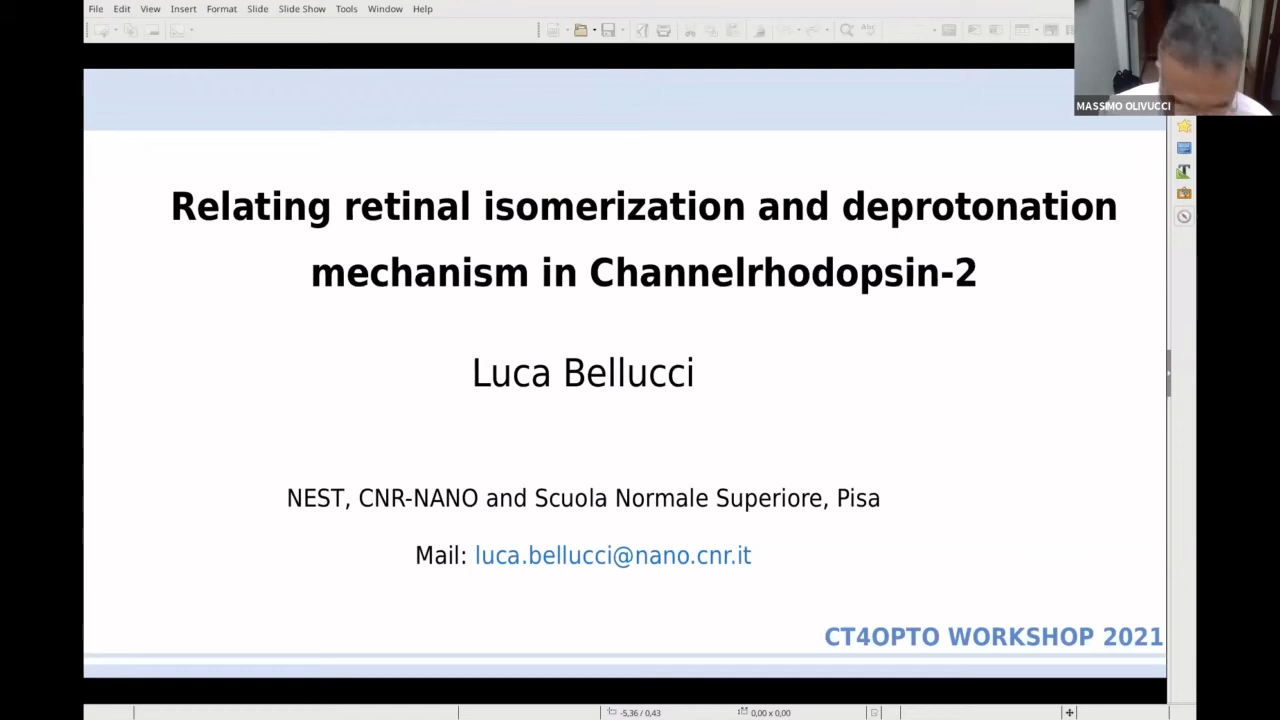 File Edit View Insert Format Slide Slide Show Tools Window Help
MASSIMO OLIVUCCI
Relating retinal isomerization and deprotonation
mechanism in Channelrhodopsin-2
Luca Bellucci
NEST, CNR-NANO and Scuola Normale Superiore, Pisa
Mail: luca.bellucci@nano.cnr.it
CT4OPTO WORKSHOP 2021
-5,36 / 0,43 0,00 x 0,00